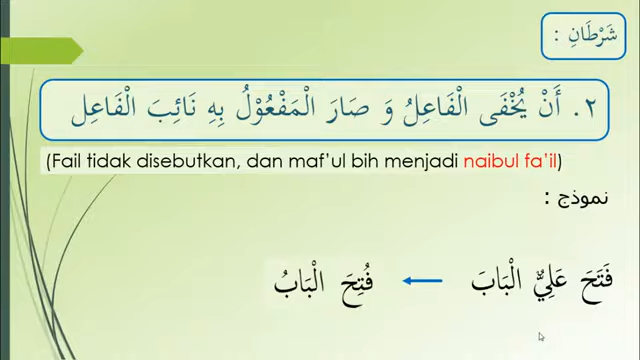 شَرْطَانِ :
٢. أَنْ يُخْفَى الْفَاعِلُ وَ صَارَ الْمَفْعُوْلُ بِهِ نَائِبَ الْفَاعِل
(Fail tidak disebutkan, dan maf'ul bih menjadi naibul fa'il)
نموذج :
فَتَحَ عَلِيٌّ الْبَابَ ← فُتِحَ الْبَابُ